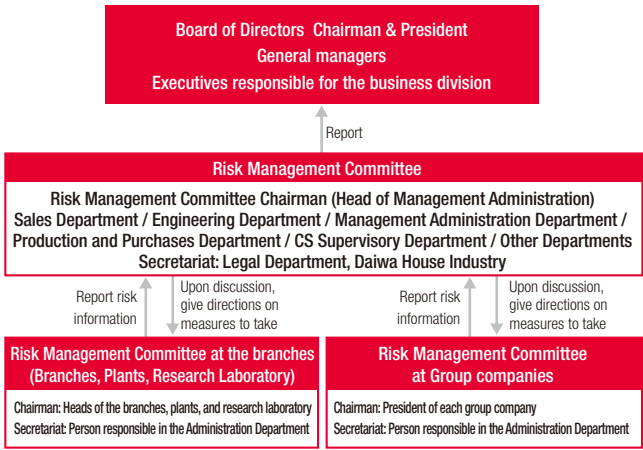 Board of Directors  Chairman & President
General managers
Executives responsible for the business division
Report
Risk Management Committee
Risk Management Committee Chairman (Head of Management Administration)
Sales Department / Engineering Department / Management Administration Department /
Production and Purchases Department / CS Supervisory Department / Other Departments
Secretariat: Legal Department, Daiwa House Industry
Report risk
information
Upon discussion,
give directions on
measures to take
Report risk
information
Upon discussion,
give directions on
measures to take
Risk Management Committee at the branches
(Branches, Plants, Research Laboratory)
Chairman: Heads of the branches, plants, and research laboratory
Secretariat: Person responsible in the Administration Department
Risk Management Committee
at Group companies
Chairman: President of each group company
Secretariat: Person responsible in the Administration Department